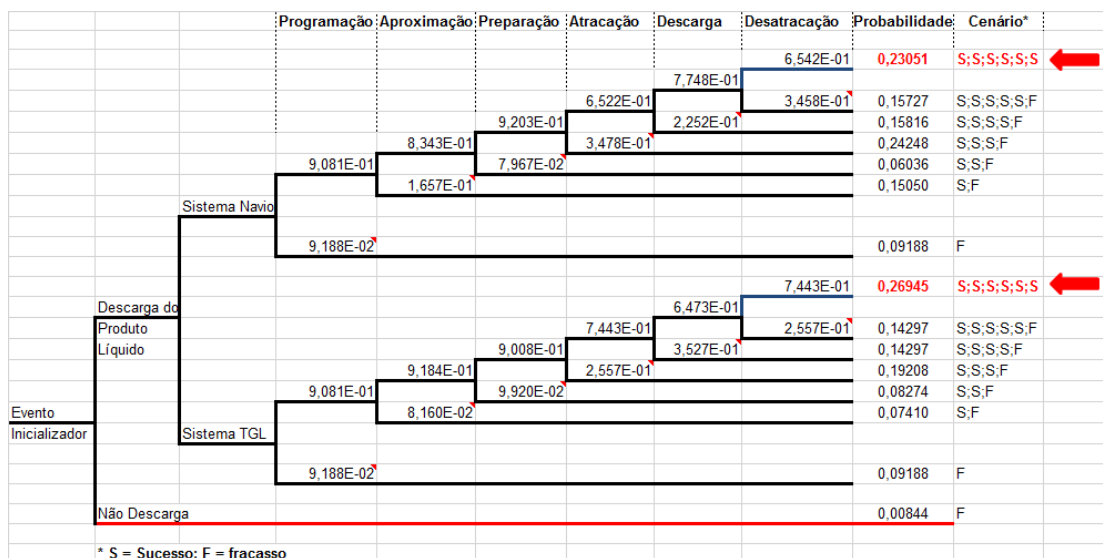 Programação Aproximação Preparação Atracação Descarga Desatracação Probabilidade Cenário*
6,542E-01 0,23051 S;S;S;S;S;S
7,748E-01
6,522E-01 3,458E-01 0,15727 S;S;S;S;S;F
9,203E-01 2,252E-01 0,15816 S;S;S;S;F
8,343E-01 3,478E-01 0,24248 S;S;S;F
9,081E-01 7,967E-02 0,06036 S;S;F
1,657E-01 0,15050 S;F
Sistema Navio
9,188E-02 0,09188 F
7,443E-01 0,26945 S;S;S;S;S;S
Descarga do 6,473E-01
Produto 7,443E-01 2,557E-01 0,14297 S;S;S;S;S;F
Líquido 9,008E-01 3,527E-01 0,14297 S;S;S;S;F
9,184E-01 2,557E-01 0,19208 S;S;S;F
9,081E-01 9,920E-02 0,08274 S;S;F
Evento 8,160E-02 0,07410 S;F
Inicializador Sistema TGL
9,188E-02 0,09188 F
Não Descarga 0,00844 F
* S = Sucesso; F = fracasso